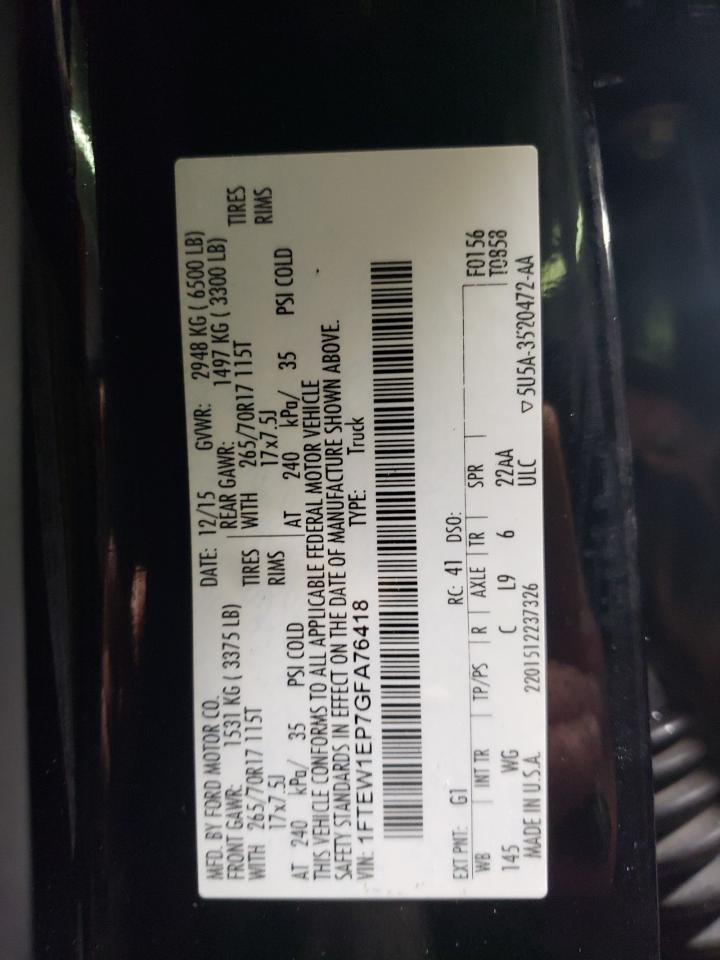 MFD. BY FORD MOTOR CO. DATE: 12/15 GVWR: 2948 KG ( 6500 LB)
FRONT GAWR: 1531 KG ( 3375 LB) REAR GAWR: 1497 KG ( 3300 LB)
WITH 265/70R17 115T TIRES WITH 265/70R17 115T TIRES
17x7.5J RIMS 17x7.5J RIMS
AT 240 kPa/ 35 PSI COLD AT 240 kPa/ 35 PSI COLD
THIS VEHICLE CONFORMS TO ALL APPLICABLE FEDERAL MOTOR VEHICLE
SAFETY STANDARDS IN EFFECT ON THE DATE OF MANUFACTURE SHOWN ABOVE.
VIN: 1FTEW1EP7GFA76418 TYPE: Truck
EXT PNT: G1 RC: 41 DSO: F0156
WB INT TR TP/PS R AXLE TR SPR T0858
145 WG C L9 6 22AA
MADE IN U.S.A. 2201512237326 ULC ▽ 5U5A-3520472-AA